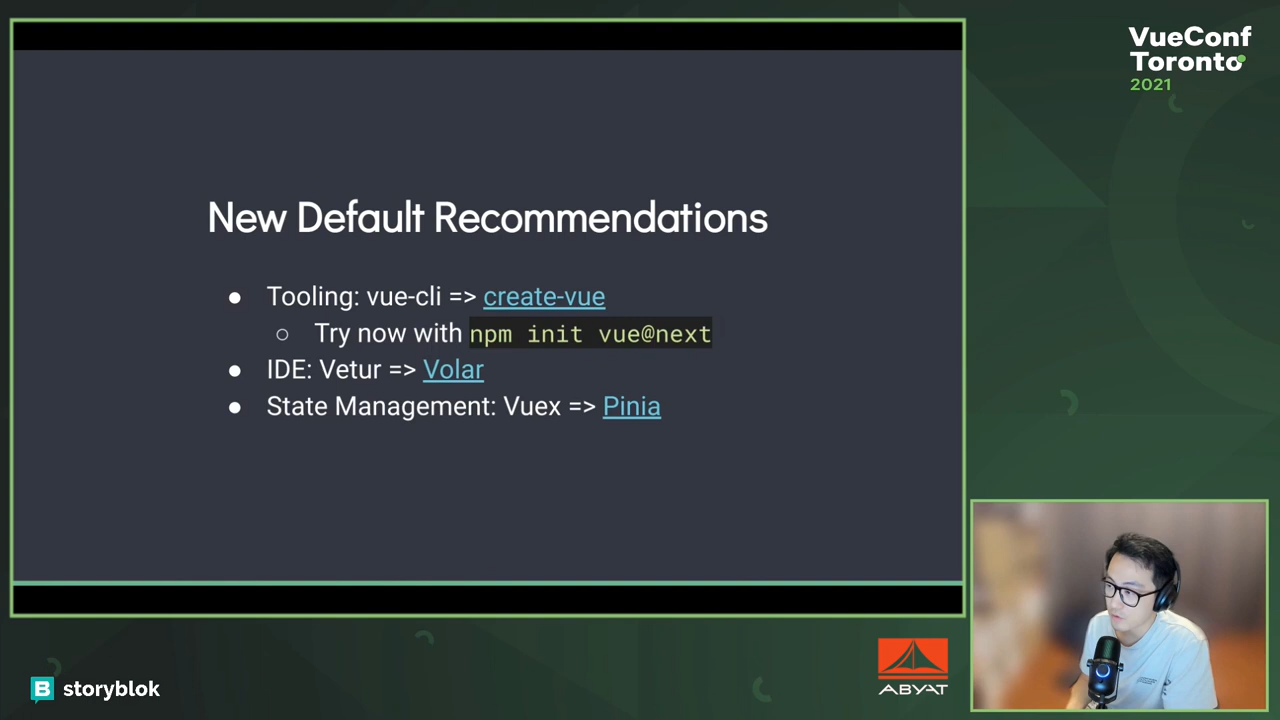 VueConf
Toronto
2021
New Default Recommendations
● Tooling: vue-cli => create-vue
○ Try now with npm init vue@next
● IDE: Vetur => Volar
● State Management: Vuex => Pinia
B storyblok
ABYAT